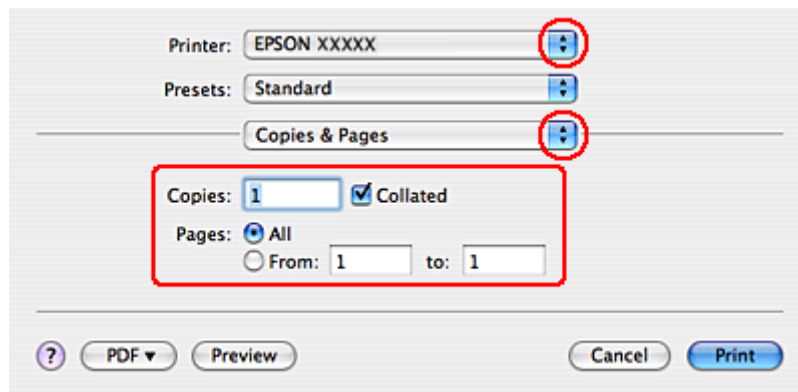 Printer: EPSON XXXXX
Presets: Standard
Copies & Pages
Copies: 1 Collated
Pages: All
From: 1 to: 1
? PDF ▼ Preview Cancel Print